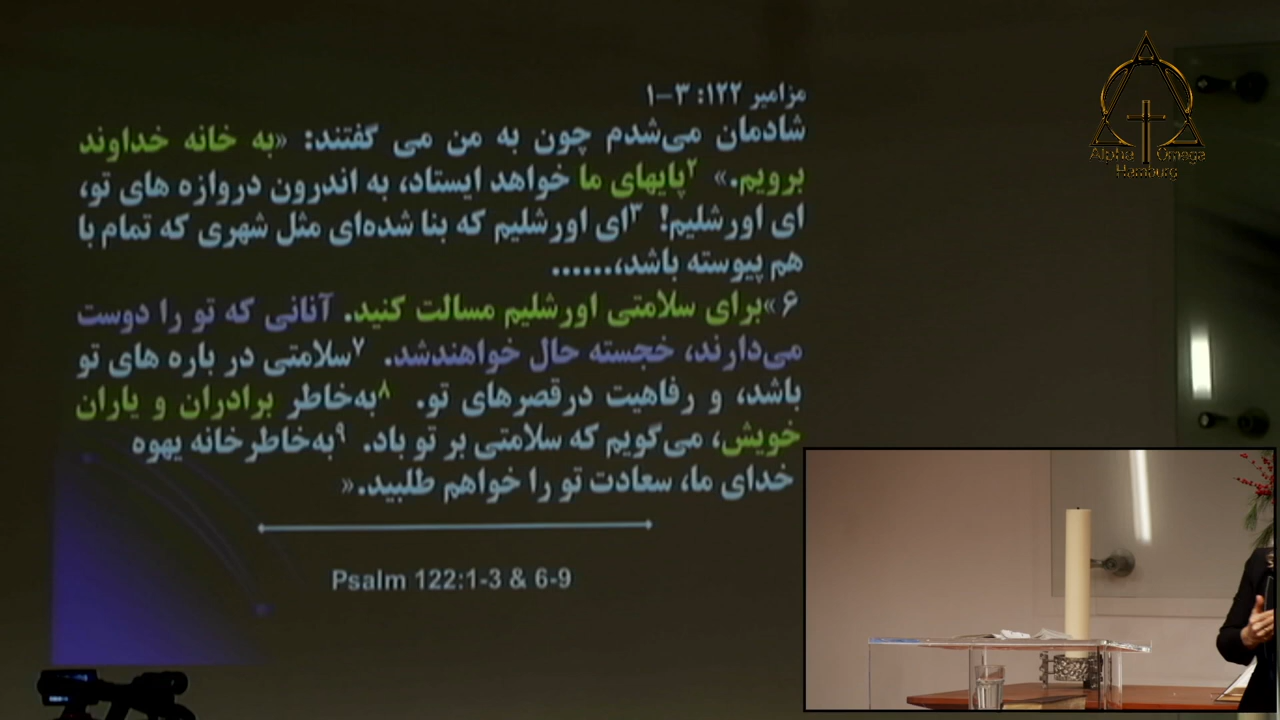 مزامیر ۱۲۲: ۳–۱
شادمان می‌شدم چون به من می گفتند: «به خانه خداوند
برویم.» ۲پایهای ما خواهد ایستاد، به اندرون دروازه های تو،
ای اورشلیم! ۳ای اورشلیم که بنا شده‌ای مثل شهری که تمام با
هم پیوسته باشد،......
۶ «برای سلامتی اورشلیم مسالت کنید. آنانی که تو را دوست
می‌دارند، خجسته حال خواهندشد. ۷سلامتی در باره های تو
باشد، و رفاهیت درقصرهای تو. ۸به‌خاطر برادران و یاران
خویش، می‌گویم که سلامتی بر تو باد. ۹به‌خاطرخانه یهوه
خدای ما، سعادت تو را خواهم طلبید.»
Psalm 122:1-3 & 6-9
Alpha Omega
Hamburg